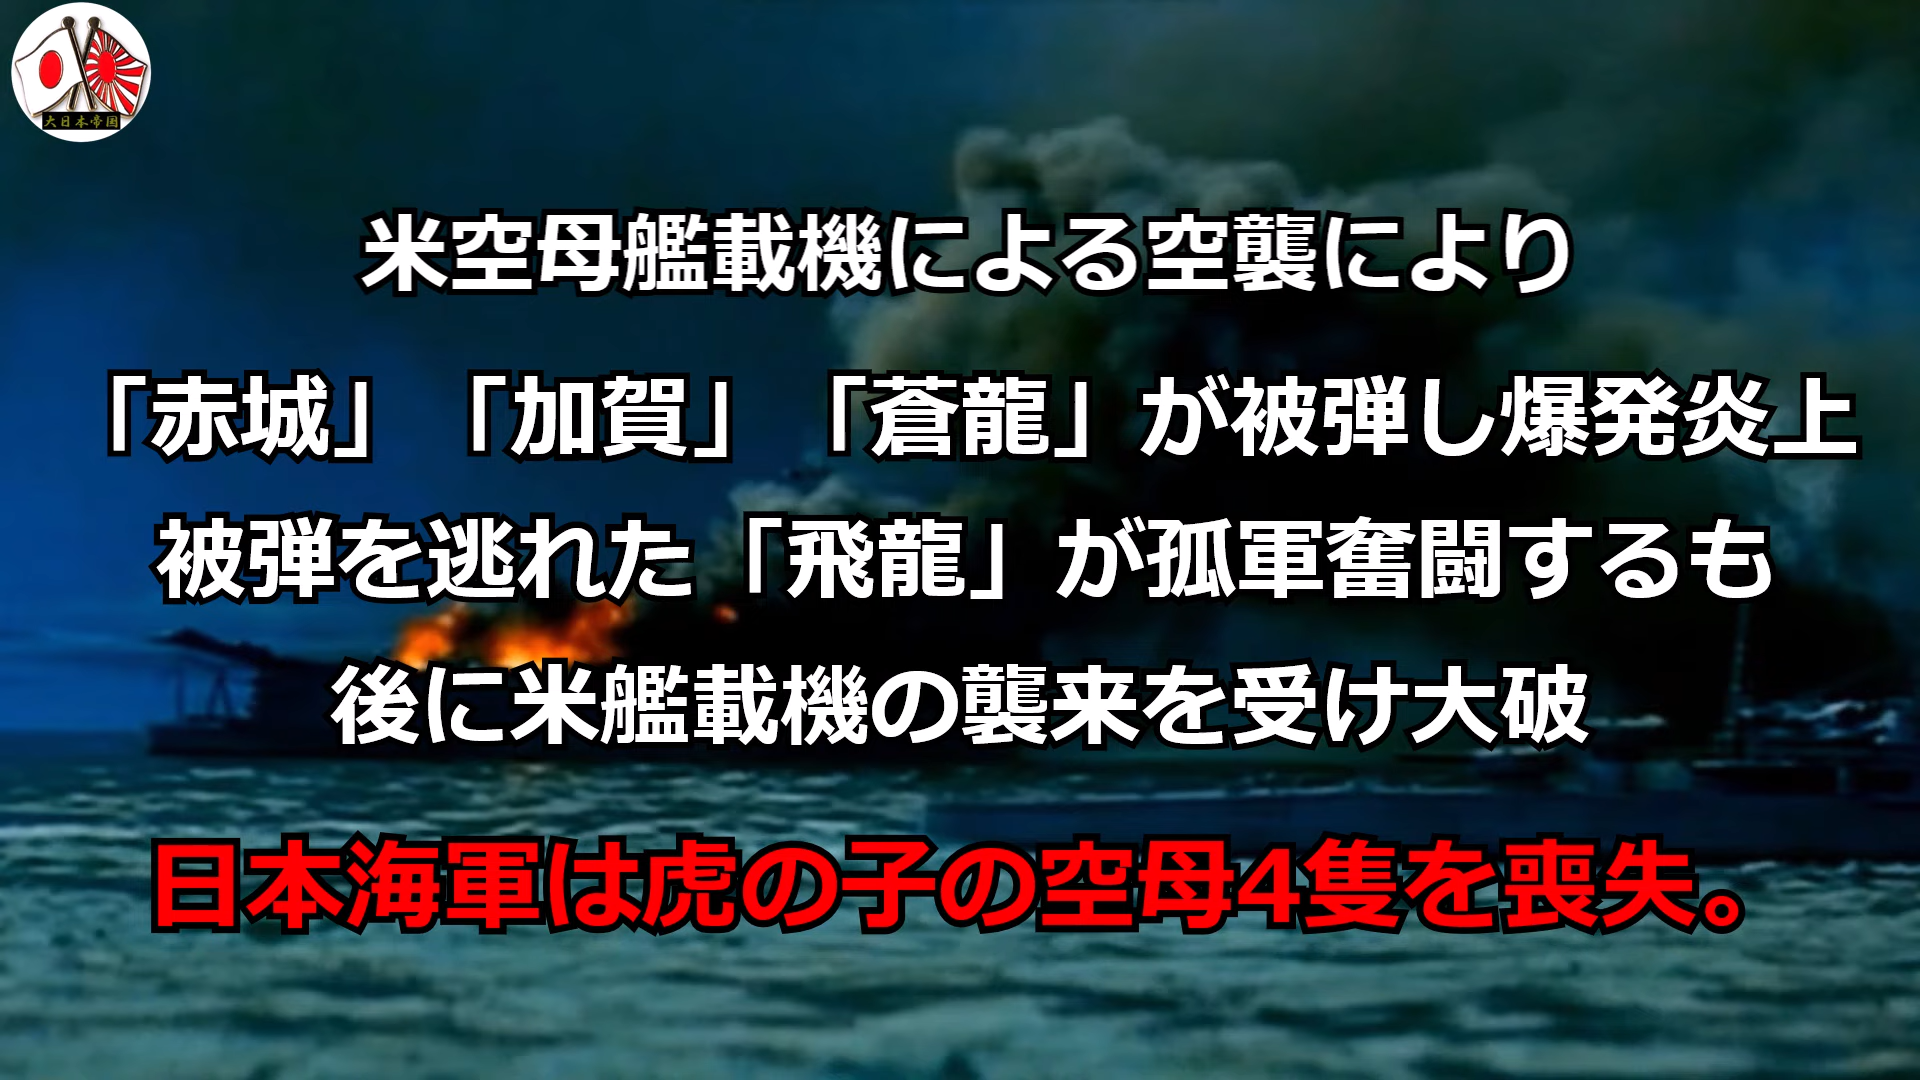 大日本帝国
米空母艦載機による空襲により
「赤城」「加賀」「蒼龍」が被弾し爆発炎上
被弾を逃れた「飛龍」が孤軍奮闘するも
後に米艦載機の襲来を受け大破
日本海軍は虎の子の空母4隻を喪失。